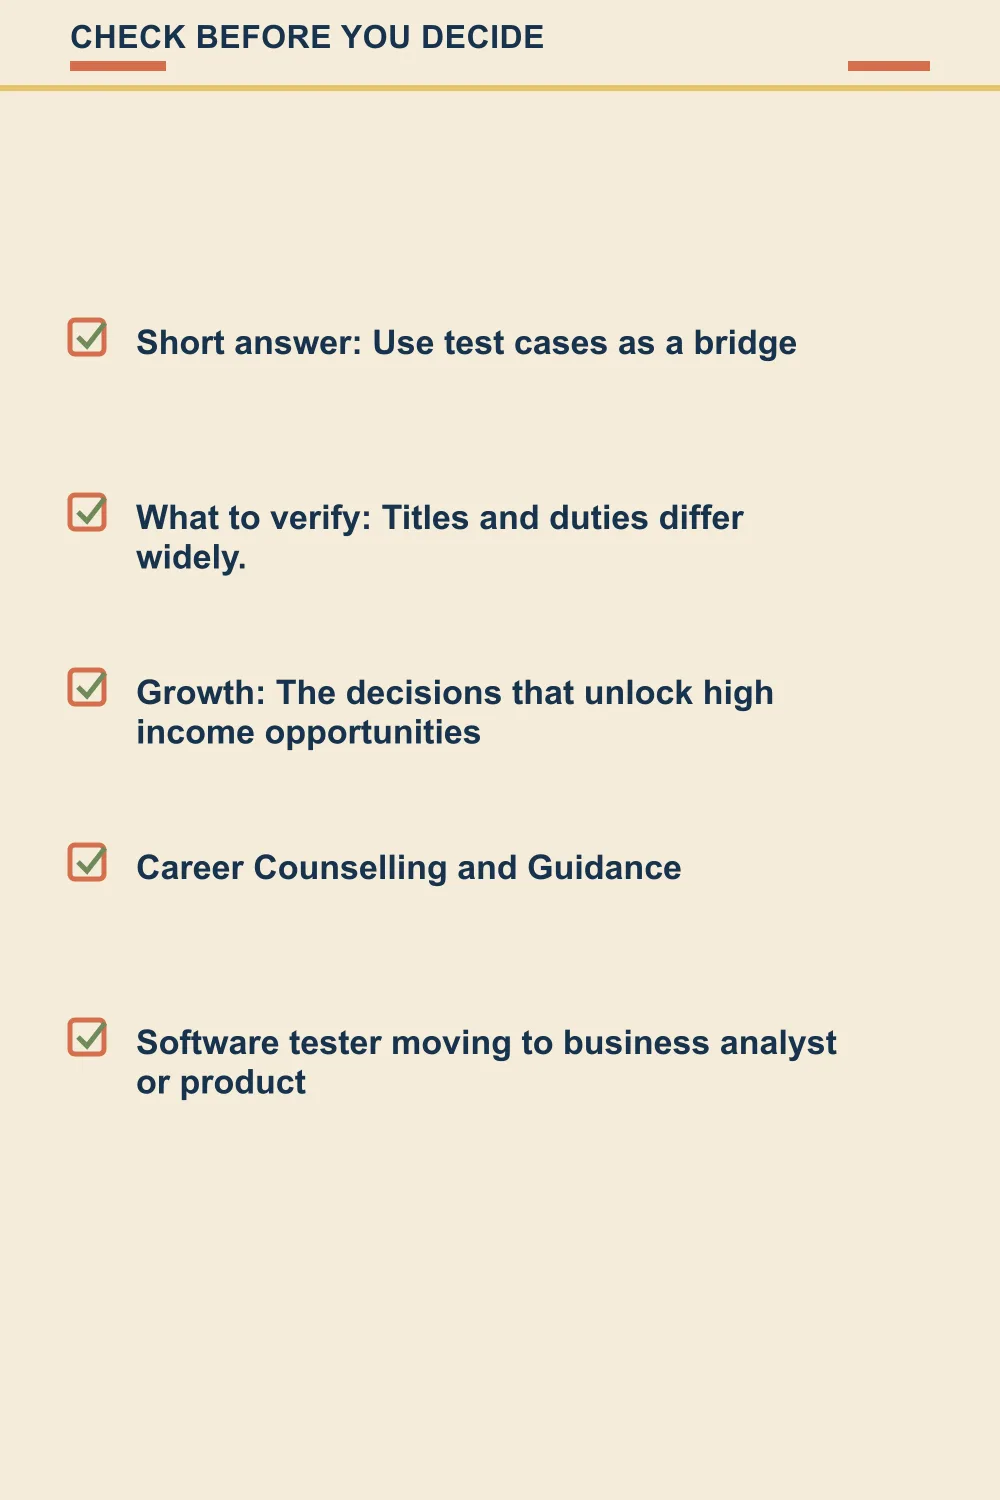 CHECK BEFORE YOU DECIDE
Short answer: Use test cases as a bridge
What to verify: Titles and duties differ
widely.
Growth: The decisions that unlock high
income opportunities
Career Counselling and Guidance
Software tester moving to business analyst
or product